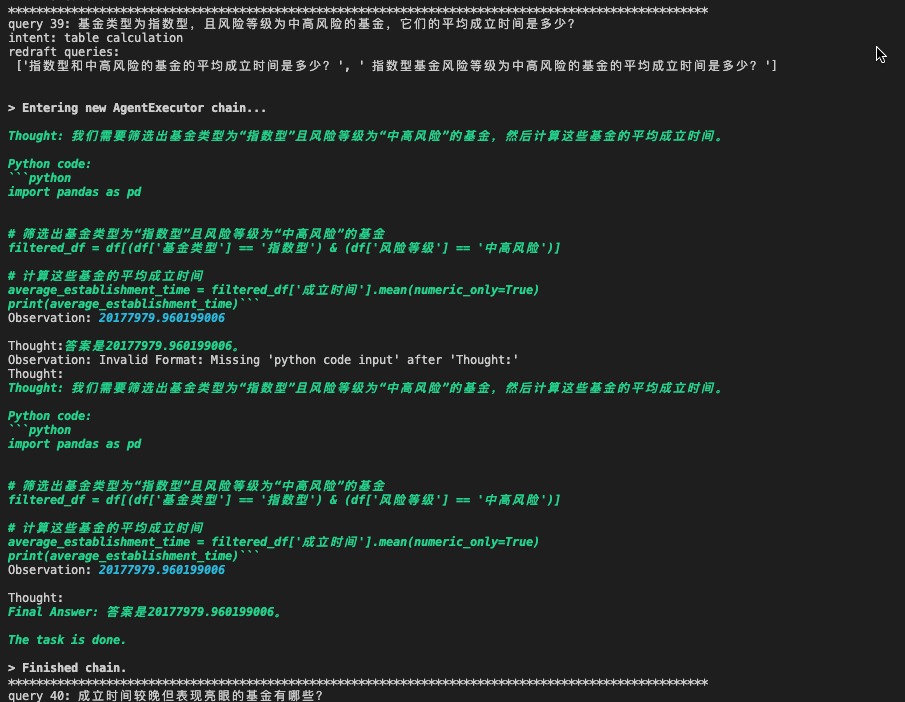 ****************************************************************************************************
query 39: 基金类型为指数型，且风险等级为中高风险的基金，它们的平均成立时间是多少？
intent: table calculation
redraft queries:
['指数型和中高风险的基金的平均成立时间是多少？ ', ' 指数型基金风险等级为中高风险的基金的平均成立时间是多少？ ']
> Entering new AgentExecutor chain...
Thought: 我们需要筛选出基金类型为“指数型”且风险等级为“中高风险”的基金，然后计算这些基金的平均成立时间。
Python code:
```python
import pandas as pd
# 筛选出基金类型为“指数型”且风险等级为“中高风险”的基金
filtered_df = df[(df['基金类型'] == '指数型') & (df['风险等级'] == '中高风险')]
# 计算这些基金的平均成立时间
average_establishment_time = filtered_df['成立时间'].mean(numeric_only=True)
print(average_establishment_time)```
Observation: 20177979.960199006
Thought:答案是20177979.960199006。
Observation: Invalid Format: Missing 'python code input' after 'Thought:'
Thought:
Thought: 我们需要筛选出基金类型为“指数型”且风险等级为“中高风险”的基金，然后计算这些基金的平均成立时间。
Python code:
```python
import pandas as pd
# 筛选出基金类型为“指数型”且风险等级为“中高风险”的基金
filtered_df = df[(df['基金类型'] == '指数型') & (df['风险等级'] == '中高风险')]
# 计算这些基金的平均成立时间
average_establishment_time = filtered_df['成立时间'].mean(numeric_only=True)
print(average_establishment_time)```
Observation: 20177979.960199006
Thought:
Final Answer: 答案是20177979.960199006。
The task is done.
> Finished chain.
****************************************************************************************************
query 40: 成立时间较晚但表现亮眼的基金有哪些？